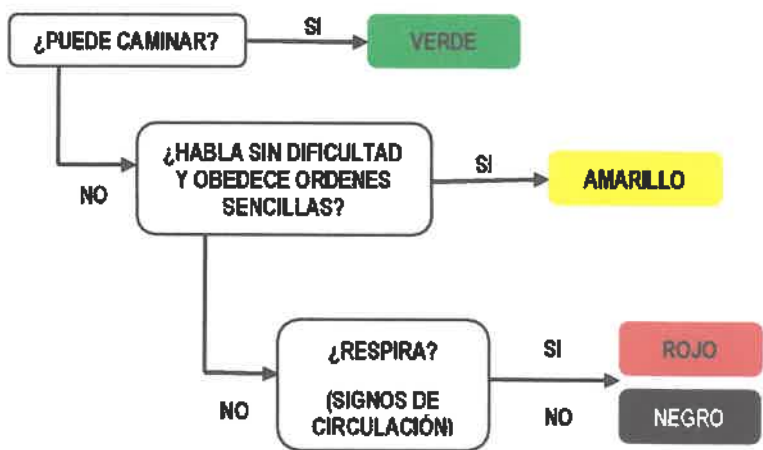 ¿PUEDE CAMINAR?
SI
VERDE
NO
¿HABLA SIN DIFICULTAD
Y OBEDECE ORDENES
SENCILLAS?
SI
AMARILLO
NO
¿RESPIRA?
(SIGNOS DE
CIRCULACIÓN)
SI
ROJO
NO
NEGRO